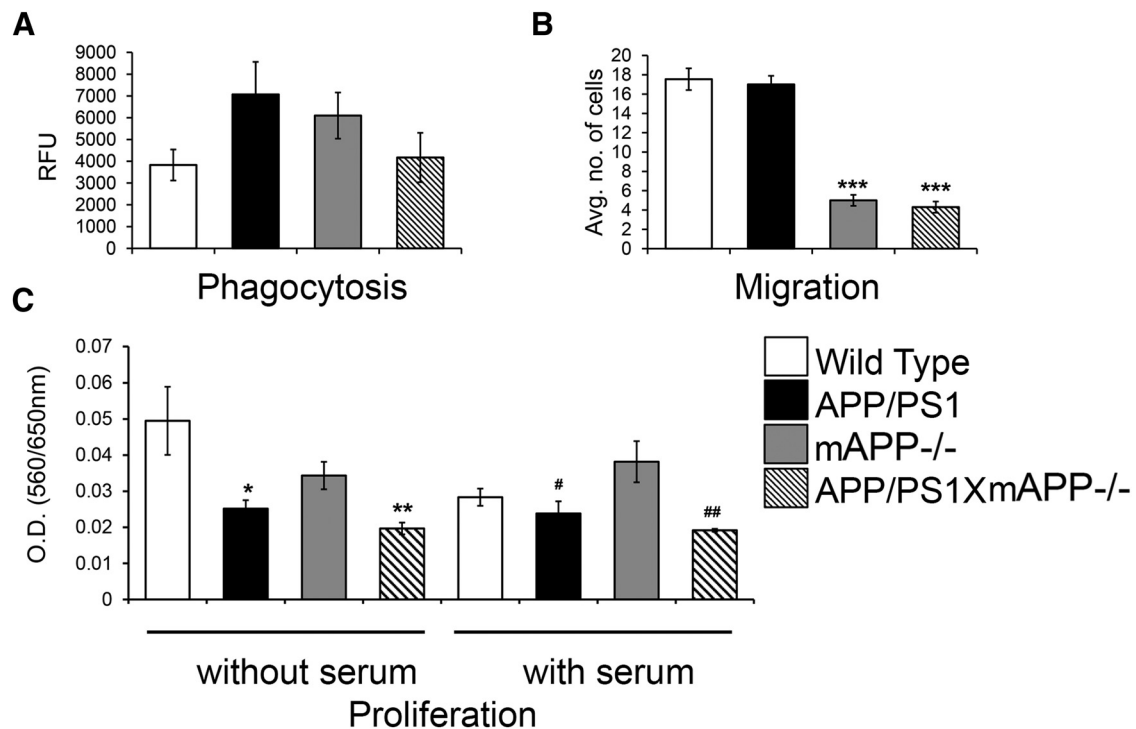 A
9000
8000
7000
6000
5000
4000
3000
2000
1000
0
RFU
Phagocytosis
B
20
18
16
14
12
10
8
6
4
2
0
Avg. no. of cells
***
***
Migration
C
0.07
0.06
0.05
0.04
0.03
0.02
0.01
0
O.D. (560/650nm)
*
**
#
##
without serum
with serum
Proliferation
Wild Type
APP/PS1
mAPP-/-
APP/PS1XmAPP-/-